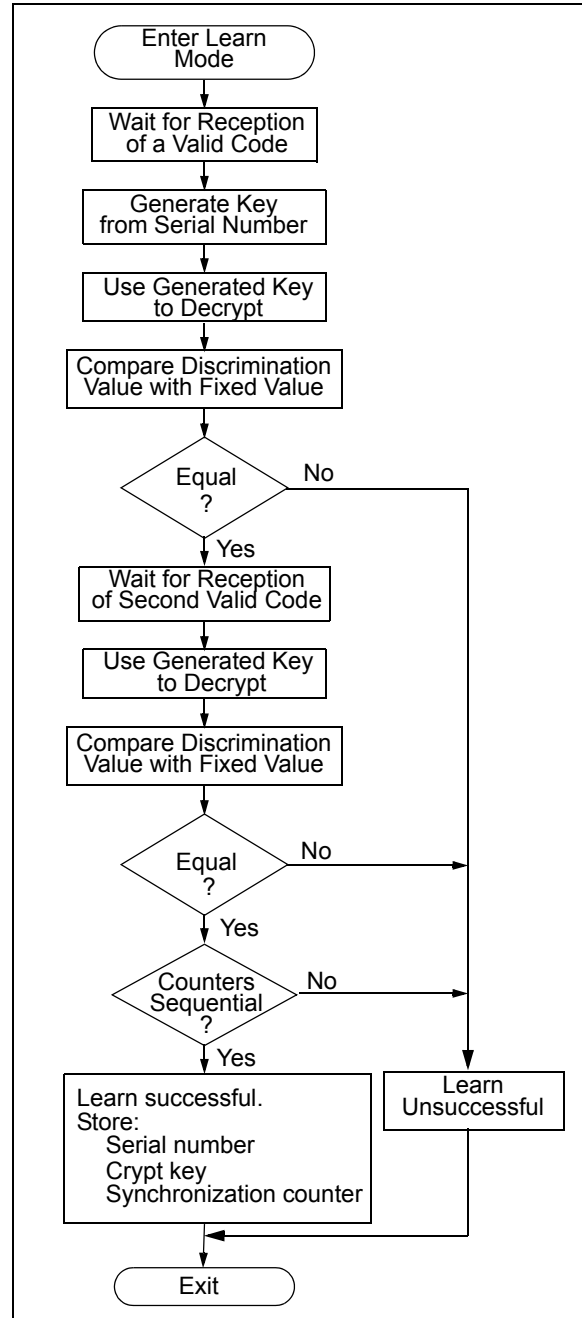 Enter Learn
Mode
Wait for Reception
of a Valid Code
Generate Key
from Serial Number
Use Generated Key
to Decrypt
Compare Discrimination
Value with Fixed Value
Equal
?
No
Yes
Wait for Reception
of Second Valid Code
Use Generated Key
to Decrypt
Compare Discrimination
Value with Fixed Value
Equal
?
No
Yes
Counters
Sequential
?
No
Yes
Learn successful.
Store:
Serial number
Crypt key
Synchronization counter
Learn
Unsuccessful
Exit